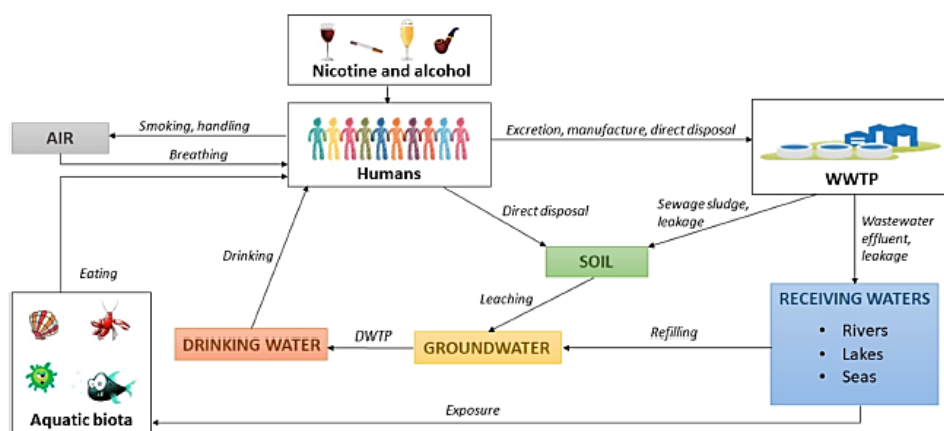 Nicotine and alcohol
Smoking, handling
AIR
Breathing
Humans
Excretion, manufacture, direct disposal
WWTP
Direct disposal
Sewage sludge,
leakage
Wastewater
effluent,
leakage
Drinking
SOIL
Eating
Leaching
RECEIVING WATERS
• Rivers
• Lakes
• Seas
DRINKING WATER
DWTP
GROUNDWATER
Refilling
Aquatic biota
Exposure